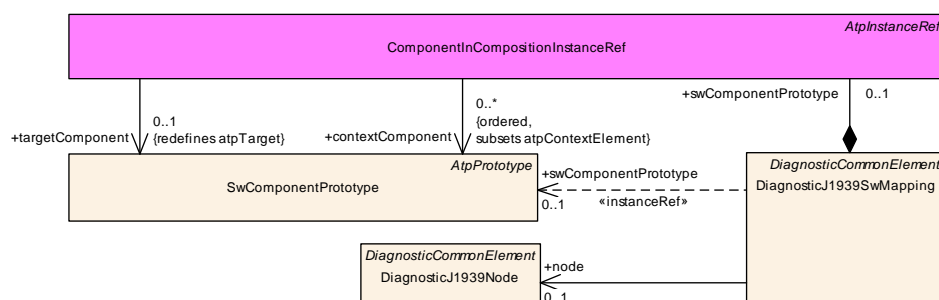 AtpInstanceRef
ComponentInCompositionInstanceRef
+swComponentPrototype 0..1
+targetComponent
0..1
{redefines atpTarget}
+contextComponent
0..*
{ordered,
subsets atpContextElement}
AtpPrototype
SwComponentPrototype
+swComponentPrototype
0..1
«instanceRef»
DiagnosticCommonElement
DiagnosticJ1939SwMapping
DiagnosticCommonElement
DiagnosticJ1939Node
+node
0..1